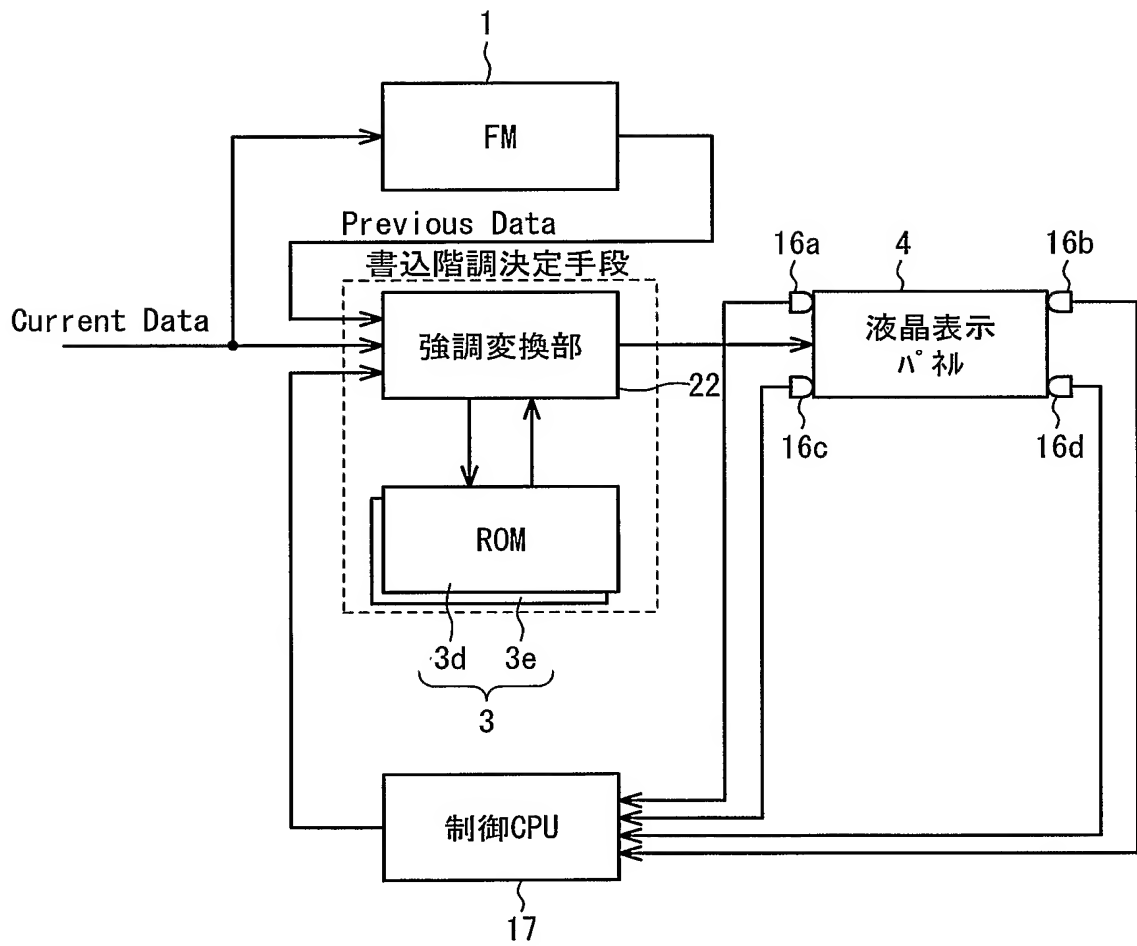 1
FM
Previous Data
書込階調決定手段
16a
4
16b
Current Data
強調変換部
液晶表示
パネル
22
16c
16d
ROM
3d
3e
3
制御CPU
17